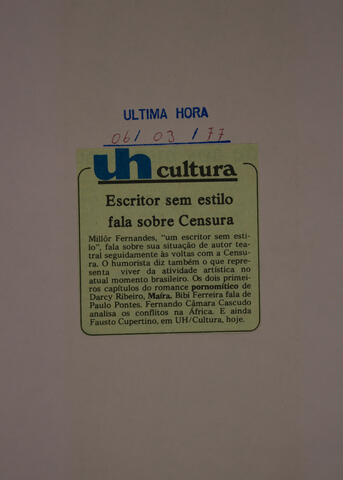 ULTIMA HORA
06/ 03 / 77
uh cultura
Escritor sem estilo
fala sobre Censura
Millôr Fernandes, "um escritor sem esti-
lo", fala sobre sua situação de autor tea-
tral seguidamente às voltas com a Censu-
ra. O humorista diz também o que repre-
senta viver da atividade artística no
atual momento brasileiro. Os dois primei-
ros capítulos do romance pornomítico de
Darcy Ribeiro, Maíra. Bibi Ferreira fala de
Paulo Pontes. Fernando Câmara Cascudo
analisa os conflitos na África. E ainda
Fausto Cupertino, em UH/Cultura, hoje.